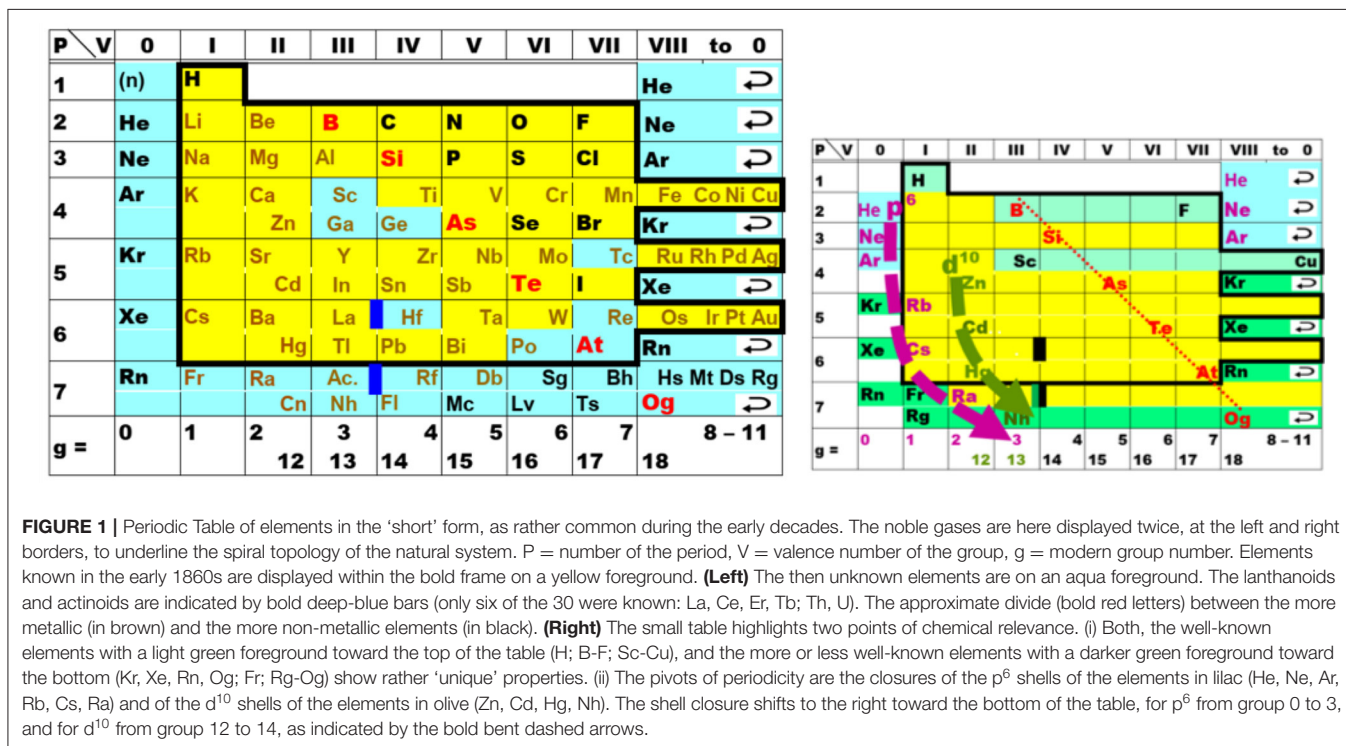 P V 0 I II III IV V VI VII VIII to 0
1 (n) H He
2 He Li Be B C N O F Ne
3 Ne Na Mg Al Si P S Cl Ar
4 Ar K Ca Sc Ti V Cr Mn Fe Co Ni Cu
Zn Ga Ge As Se Br Kr
5 Kr Rb Sr Y Zr Nb Mo Tc Ru Rh Pd Ag
Cd In Sn Sb Te I Xe
6 Xe Cs Ba La Hf Ta W Re Os Ir Pt Au
Hg Tl Pb Bi Po At Rn
7 Rn Fr Ra Ac. Rf Db Sg Bh Hs Mt Ds Rg
Cn Nh Fl Mc Lv Ts Og
g = 0 1 2 3 4 5 6 7 8 – 11
12 13 14 15 16 17 18
P V 0 I II III IV V VI VII VIII to 0
1 H He
2 He p6 B F Ne
3 Ne Si Ar
4 Ar d10 Sc Cu
Zn As Kr
5 Kr Rb
Cd Te Xe
6 Xe Cs
Hg At Rn
7 Rn Fr Ra
Rg Nh Og
g = 0 1 2 3 4 5 6 7 8 – 11
12 13 14 15 16 17 18
FIGURE 1 | Periodic Table of elements in the ‘short’ form, as rather common during the early decades. The noble gases are here displayed twice, at the left and right
borders, to underline the spiral topology of the natural system. P = number of the period, V = valence number of the group, g = modern group number. Elements
known in the early 1860s are displayed within the bold frame on a yellow foreground. (Left) The then unknown elements are on an aqua foreground. The lanthanoids
and actinoids are indicated by bold deep-blue bars (only six of the 30 were known: La, Ce, Er, Tb; Th, U). The approximate divide (bold red letters) between the more
metallic (in brown) and the more non-metallic elements (in black). (Right) The small table highlights two points of chemical relevance. (i) Both, the well-known
elements with a light green foreground toward the top of the table (H; B-F; Sc-Cu), and the more or less well-known elements with a darker green foreground toward
the bottom (Kr, Xe, Rn, Og; Fr; Rg-Og) show rather ‘unique’ properties. (ii) The pivots of periodicity are the closures of the p6 shells of the elements in lilac (He, Ne, Ar,
Rb, Cs, Ra) and of the d10 shells of the elements in olive (Zn, Cd, Hg, Nh). The shell closure shifts to the right toward the bottom of the table, for p6 from group 0 to 3,
and for d10 from group 12 to 14, as indicated by the bold bent dashed arrows.